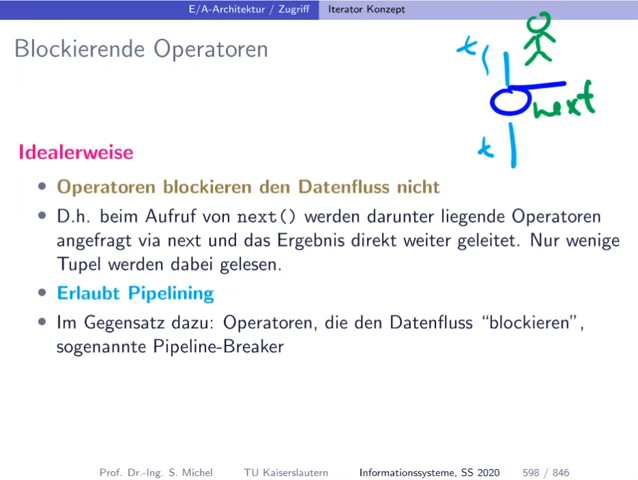 E/A-Architektur / Zugriff Iterator Konzept
Blockierende Operatoren
t
next
t
Idealerweise
• Operatoren blockieren den Datenfluss nicht
• D.h. beim Aufruf von next() werden darunter liegende Operatoren
angefragt via next und das Ergebnis direkt weiter geleitet. Nur wenige
Tupel werden dabei gelesen.
• Erlaubt Pipelining
• Im Gegensatz dazu: Operatoren, die den Datenfluss “blockieren”,
sogenannte Pipeline-Breaker
Prof. Dr.-Ing. S. Michel TU Kaiserslautern Informationssysteme, SS 2020 598 / 846